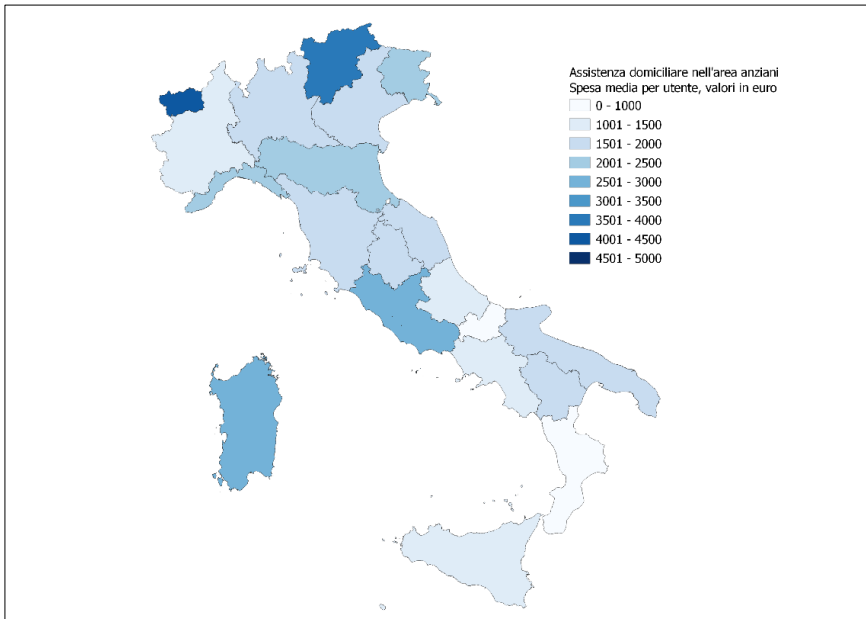 Assistenza domiciliare nell'area anziani
Spesa media per utente, valori in euro
0 - 1000
1001 - 1500
1501 - 2000
2001 - 2500
2501 - 3000
3001 - 3500
3501 - 4000
4001 - 4500
4501 - 5000